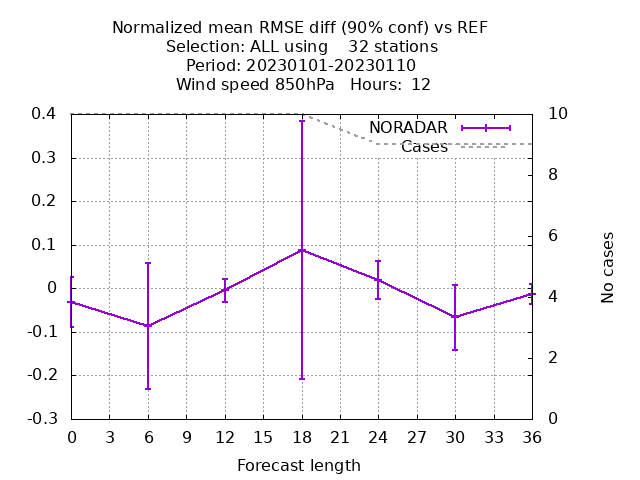 Normalized mean RMSE diff (90% conf) vs REF
Selection: ALL using    32 stations
Period: 20230101-20230110
Wind speed 850hPa   Hours:  12
0.4
0.3
0.2
0.1
0
-0.1
-0.2
-0.3
10
8
6
4
2
0
NORADAR
Cases
No cases
0 3 6 9 12 15 18 21 24 27 30 33 36
Forecast length